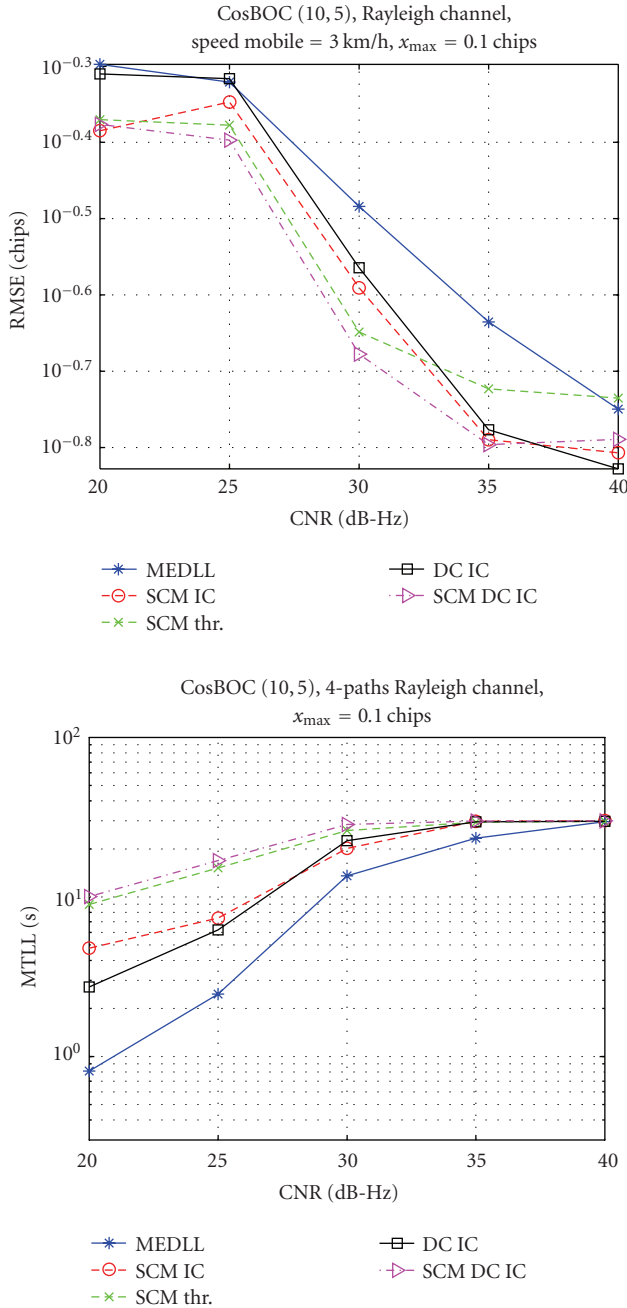 CosBOC (10, 5), Rayleigh channel,
speed mobile = 3 km/h, x_max = 0.1 chips
10^−0.3
10^−0.4
10^−0.5
10^−0.6
10^−0.7
10^−0.8
RMSE (chips)
20 25 30 35 40
CNR (dB-Hz)
MEDLL
SCM IC
SCM thr.
DC IC
SCM DC IC
CosBOC (10, 5), 4-paths Rayleigh channel,
x_max = 0.1 chips
10^2
10^1
10^0
MTLL (s)
20 25 30 35 40
CNR (dB-Hz)
MEDLL
SCM IC
SCM thr.
DC IC
SCM DC IC